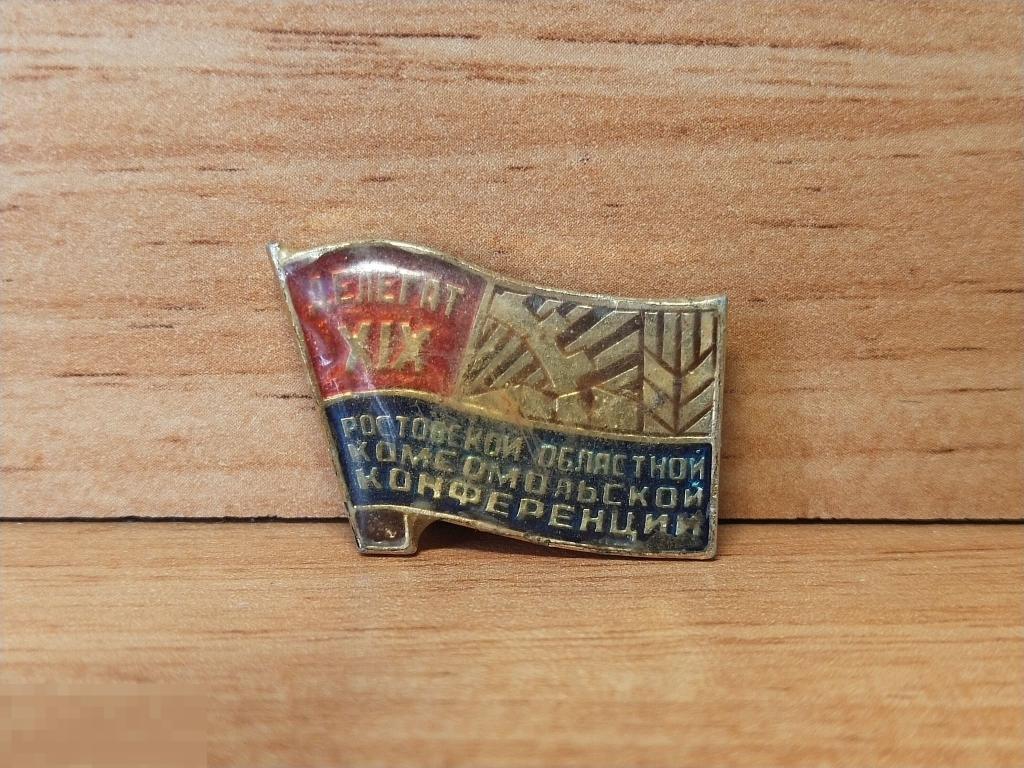 ДЕЛЕГАТ
XIX
РОСТОВСКОЙ ОБЛАСТНОЙ
КОМСОМОЛЬСКОЙ
КОНФЕРЕНЦИИ